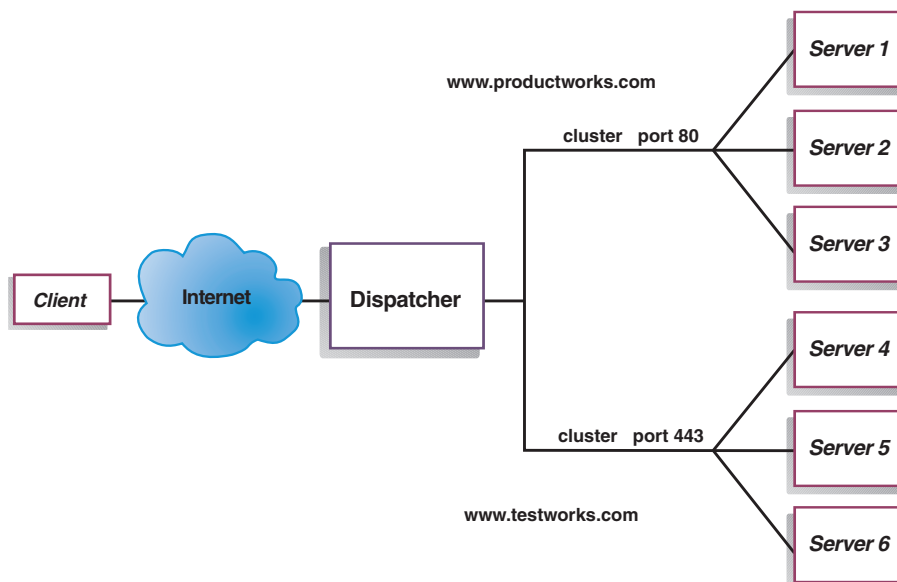 Server 1
www.productworks.com
cluster port 80
Server 2
Server 3
Client
Internet
Dispatcher
Server 4
cluster port 443
Server 5
www.testworks.com
Server 6